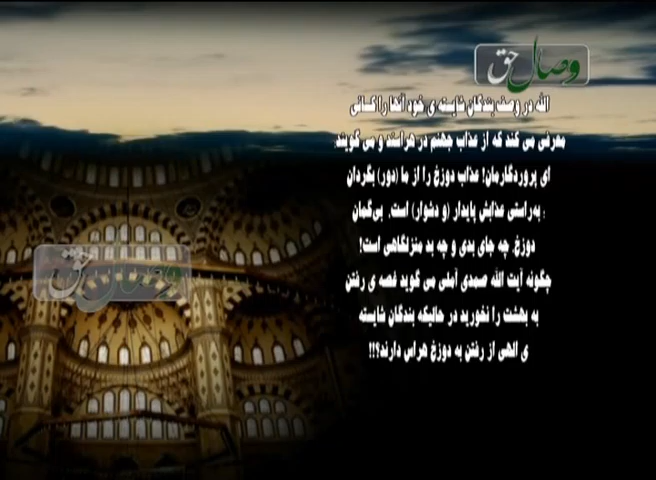 وصال حق
الله در وصف بندگان شایسته ی خود آنها را کسانی
معرفی می کند که از عذاب جهنم در هراسند و می گویند:
ای پروردگارمان! عذاب دوزخ را از ما (دور) بگردان
: به‌راستی عذابش پایدار (و دشوار) است. بی‌گمان
دوزخ، چه جای بدی و چه بد منزلگاهی است!
چگونه آیت الله صمدی آملی می گوید غصه ی رفتن
به بهشت را نخورید در حالیکه بندگان شایسته
ی الهی از رفتن به دوزخ هراس دارند؟!!
وصال حق